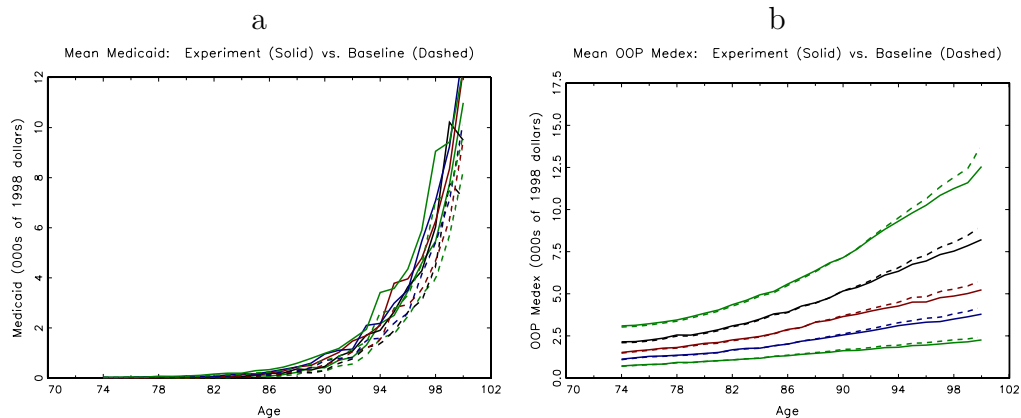 a
Mean Medicaid: Experiment (Solid) vs. Baseline (Dashed)
Medicaid (000s of 1998 dollars)
12
10
8
6
4
2
0
70 74 78 82 86 90 94 98 102
Age
b
Mean OOP Medex: Experiment (Solid) vs. Baseline (Dashed)
OOP Medex (000s of 1998 dollars)
17.5
15.0
12.5
10.0
7.5
5.0
2.5
0.0
70 74 78 82 86 90 94 98 102
Age